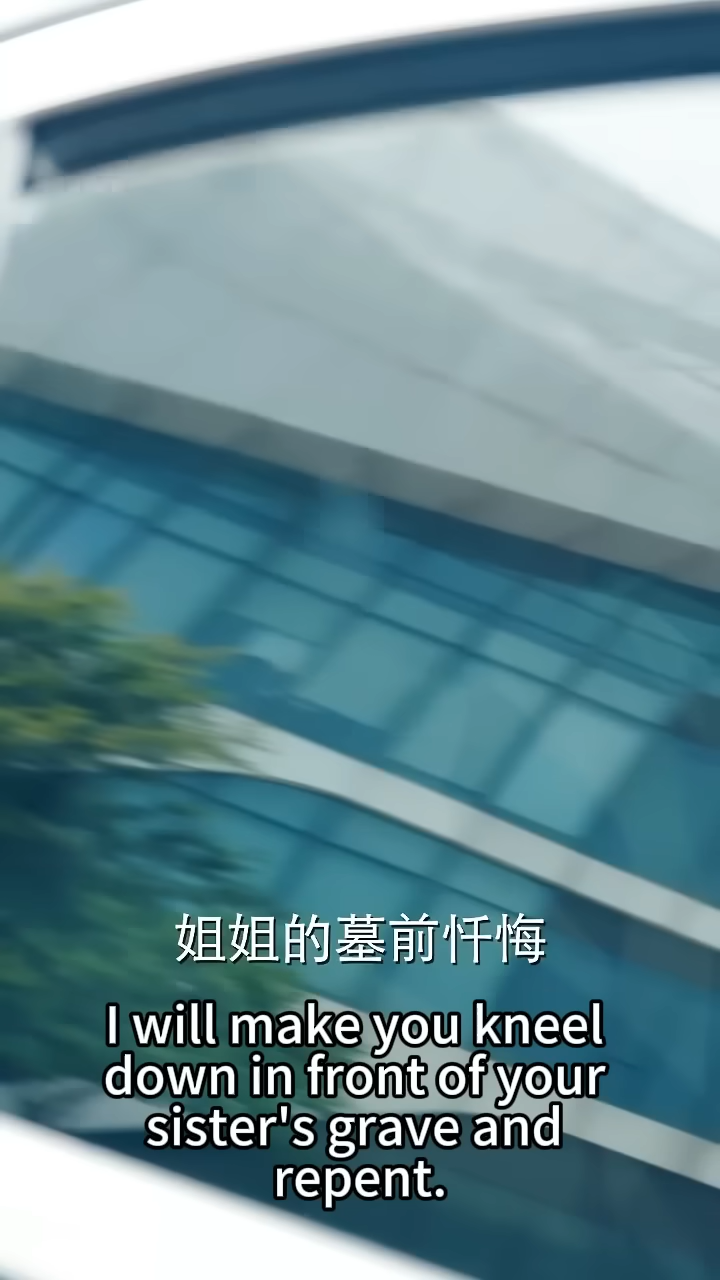 姐姐的墓前忏悔
I will make you kneel
down in front of your
sister's grave and
repent.